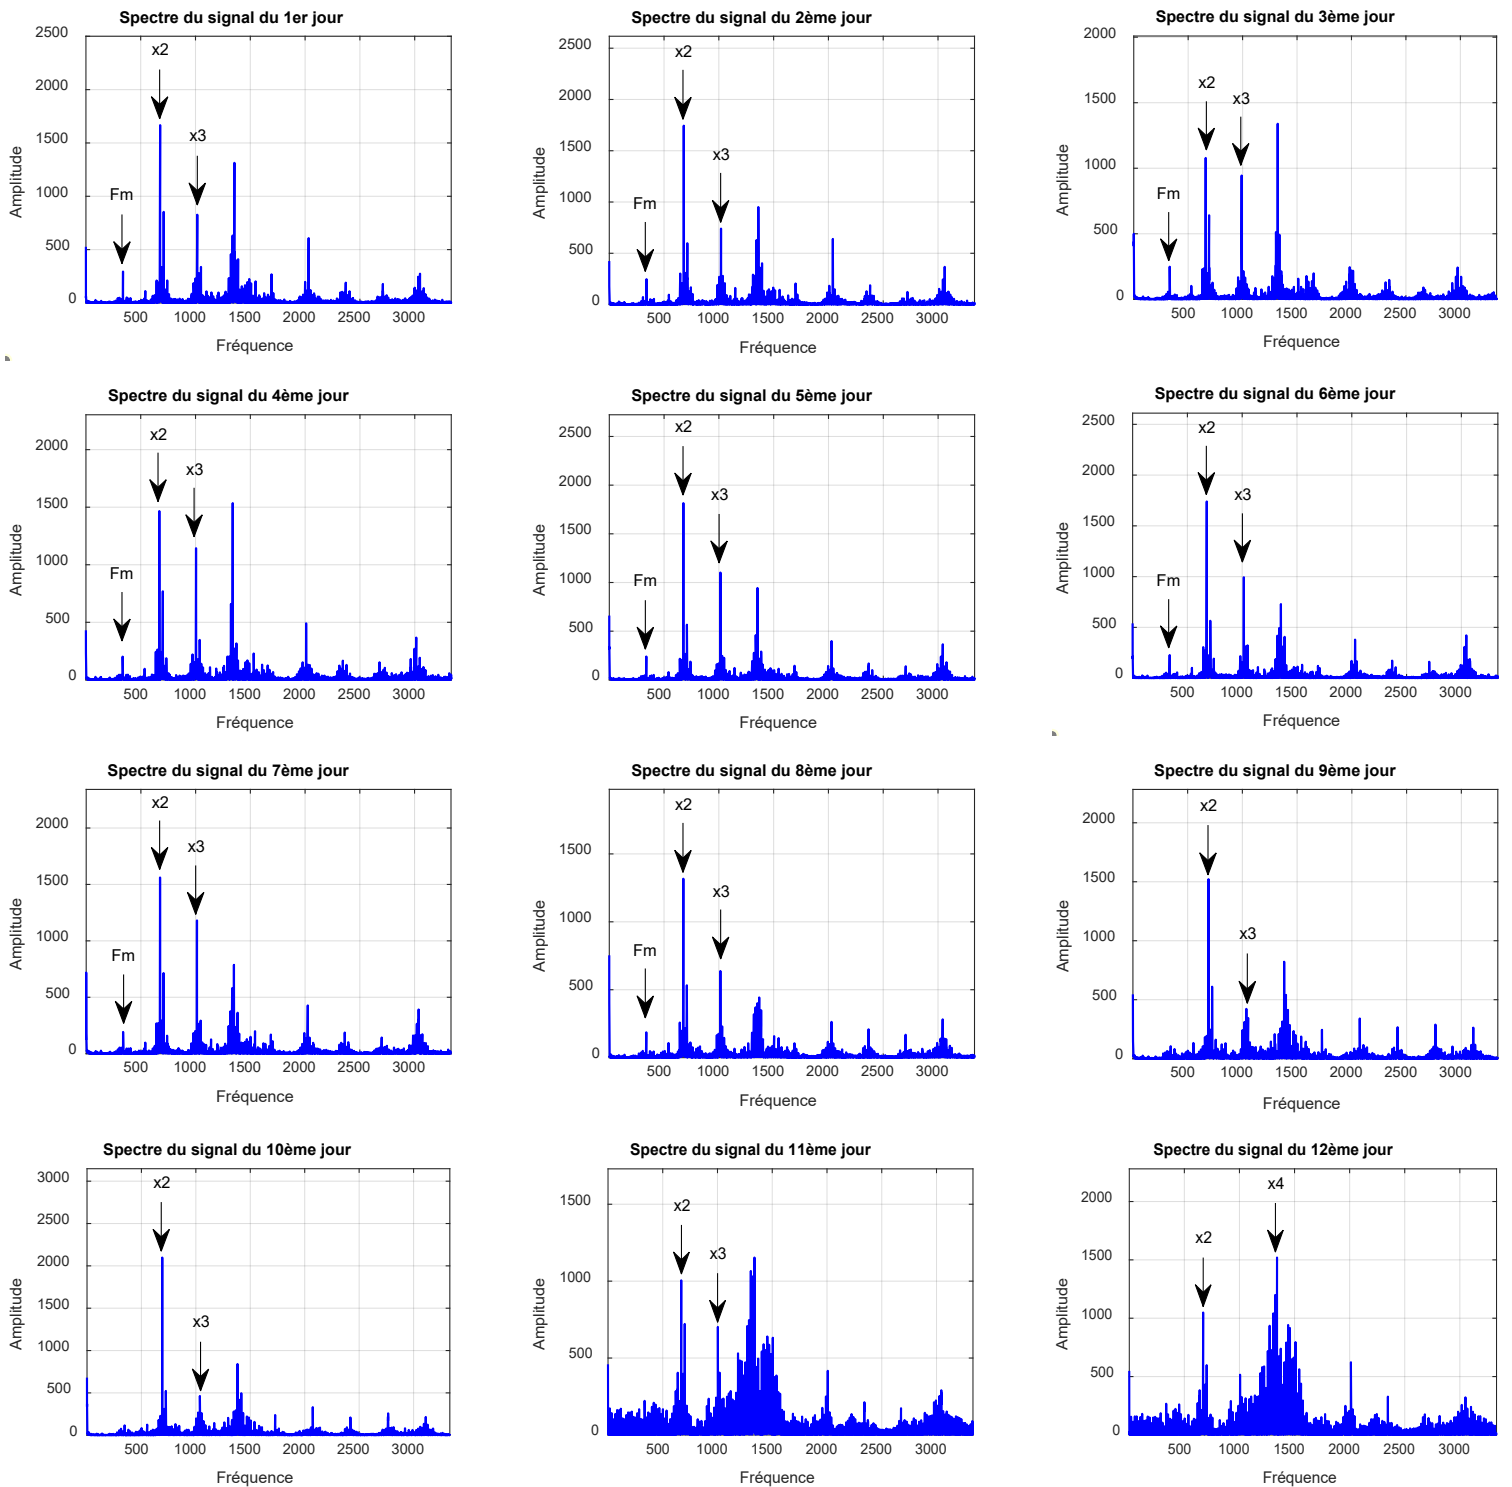 Spectre du signal du 1er jour
Amplitude
2500
2000
1500
1000
500
0
x2
x3
Fm
500 1000 1500 2000 2500 3000
Fréquence
Spectre du signal du 2ème jour
Amplitude
2500
2000
1500
1000
500
0
x2
x3
Fm
500 1000 1500 2000 2500 3000
Fréquence
Spectre du signal du 3ème jour
Amplitude
2000
1500
1000
500
0
x2
x3
Fm
500 1000 1500 2000 2500 3000
Fréquence
Spectre du signal du 4ème jour
Amplitude
2000
1500
1000
500
0
x2
x3
Fm
500 1000 1500 2000 2500 3000
Fréquence
Spectre du signal du 5ème jour
Amplitude
2500
2000
1500
1000
500
0
x2
x3
Fm
500 1000 1500 2000 2500 3000
Fréquence
Spectre du signal du 6ème jour
Amplitude
2500
2000
1500
1000
500
0
x2
x3
Fm
500 1000 1500 2000 2500 3000
Fréquence
Spectre du signal du 7ème jour
Amplitude
2000
1500
1000
500
0
x2
x3
Fm
500 1000 1500 2000 2500 3000
Fréquence
Spectre du signal du 8ème jour
Amplitude
1500
1000
500
0
x2
x3
Fm
500 1000 1500 2000 2500 3000
Fréquence
Spectre du signal du 9ème jour
Amplitude
2000
1500
1000
500
0
x2
x3
500 1000 1500 2000 2500 3000
Fréquence
Spectre du signal du 10ème jour
Amplitude
3000
2500
2000
1500
1000
500
0
x2
x3
500 1000 1500 2000 2500 3000
Fréquence
Spectre du signal du 11ème jour
Amplitude
1500
1000
500
0
x2
x3
500 1000 1500 2000 2500 3000
Fréquence
Spectre du signal du 12ème jour
Amplitude
2000
1500
1000
500
0
x4
x2
500 1000 1500 2000 2500 3000
Fréquence